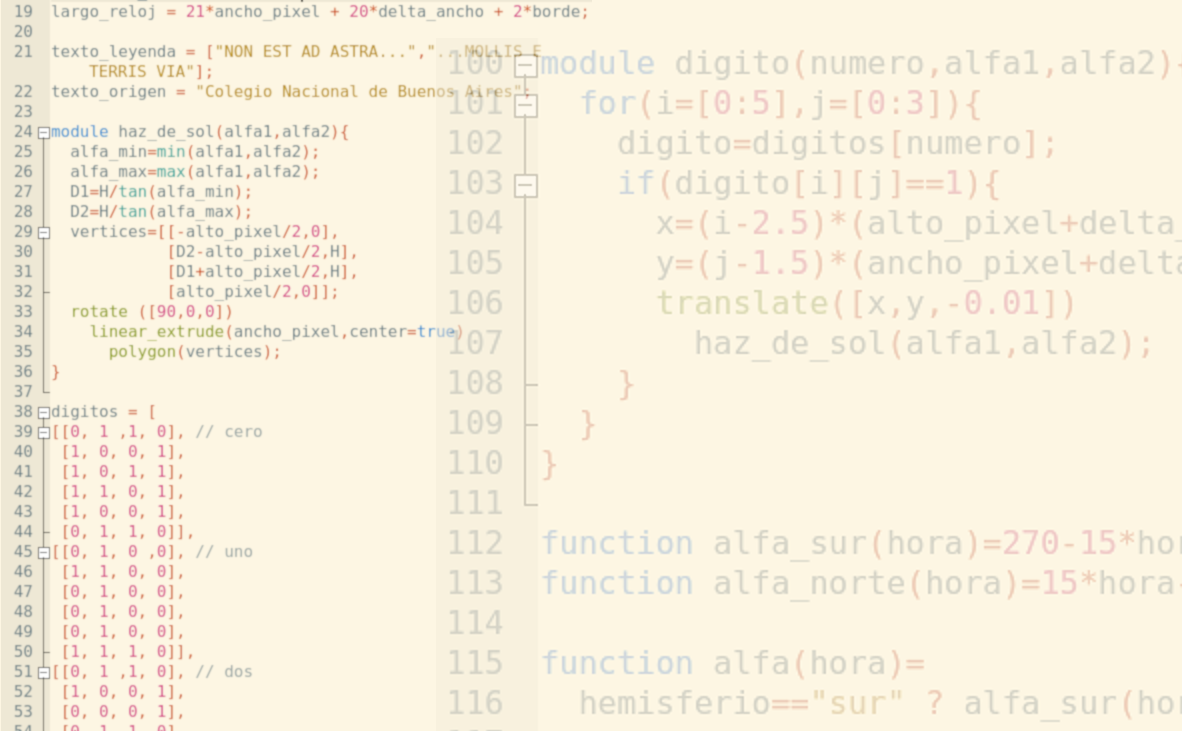 19 largo_reloj = 21*ancho_pixel + 20*delta_ancho + 2*borde;
20
21 texto_leyenda = ["NON EST AD ASTRA...","... MOLLIS E
TERRIS VIA"];
22 texto_origen = "Colegio Nacional de Buenos Aires";
23
24 module haz_de_sol(alfa1,alfa2){
25 alfa_min=min(alfa1,alfa2);
26 alfa_max=max(alfa1,alfa2);
27 D1=H/tan(alfa_min);
28 D2=H/tan(alfa_max);
29 vertices=[[-alto_pixel/2,0],
30 [D2-alto_pixel/2,H],
31 [D1+alto_pixel/2,H],
32 [alto_pixel/2,0]];
33 rotate ([90,0,0])
34 linear_extrude(ancho_pixel,center=true)
35 polygon(vertices);
36 }
37
38 digitos = [
39 [[0, 1 ,1, 0], // cero
40 [1, 0, 0, 1],
41 [1, 0, 1, 1],
42 [1, 1, 0, 1],
43 [1, 0, 0, 1],
44 [0, 1, 1, 0]],
45 [[0, 1, 0 ,0], // uno
46 [1, 1, 0, 0],
47 [0, 1, 0, 0],
48 [0, 1, 0, 0],
49 [0, 1, 0, 0],
50 [1, 1, 1, 0]],
51 [[0, 1 ,1, 0], // dos
52 [1, 0, 0, 1],
53 [0, 0, 0, 1],
54 [0, 1, 1, 0]
100 module digito(numero,alfa1,alfa2)
101 for(i=[0:5],j=[0:3]){
102 digito=digitos[numero];
103 if(digito[i][j]==1){
104 x=(i-2.5)*(alto_pixel+delta_
105 y=(j-1.5)*(ancho_pixel+delta
106 translate([x,y,-0.01])
107 haz_de_sol(alfa1,alfa2);
108 }
109 }
110 }
111
112 function alfa_sur(hora)=270-15*hor
113 function alfa_norte(hora)=15*hora-
114
115 function alfa(hora)=
116 hemisferio=="sur" ? alfa_sur(hor